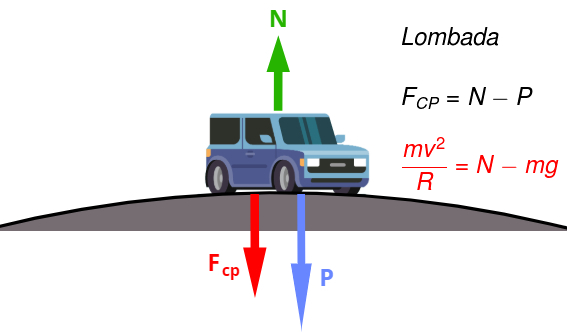 N
Lombada
F_CP = N − P
mv²/R = N − mg
F_cp
P